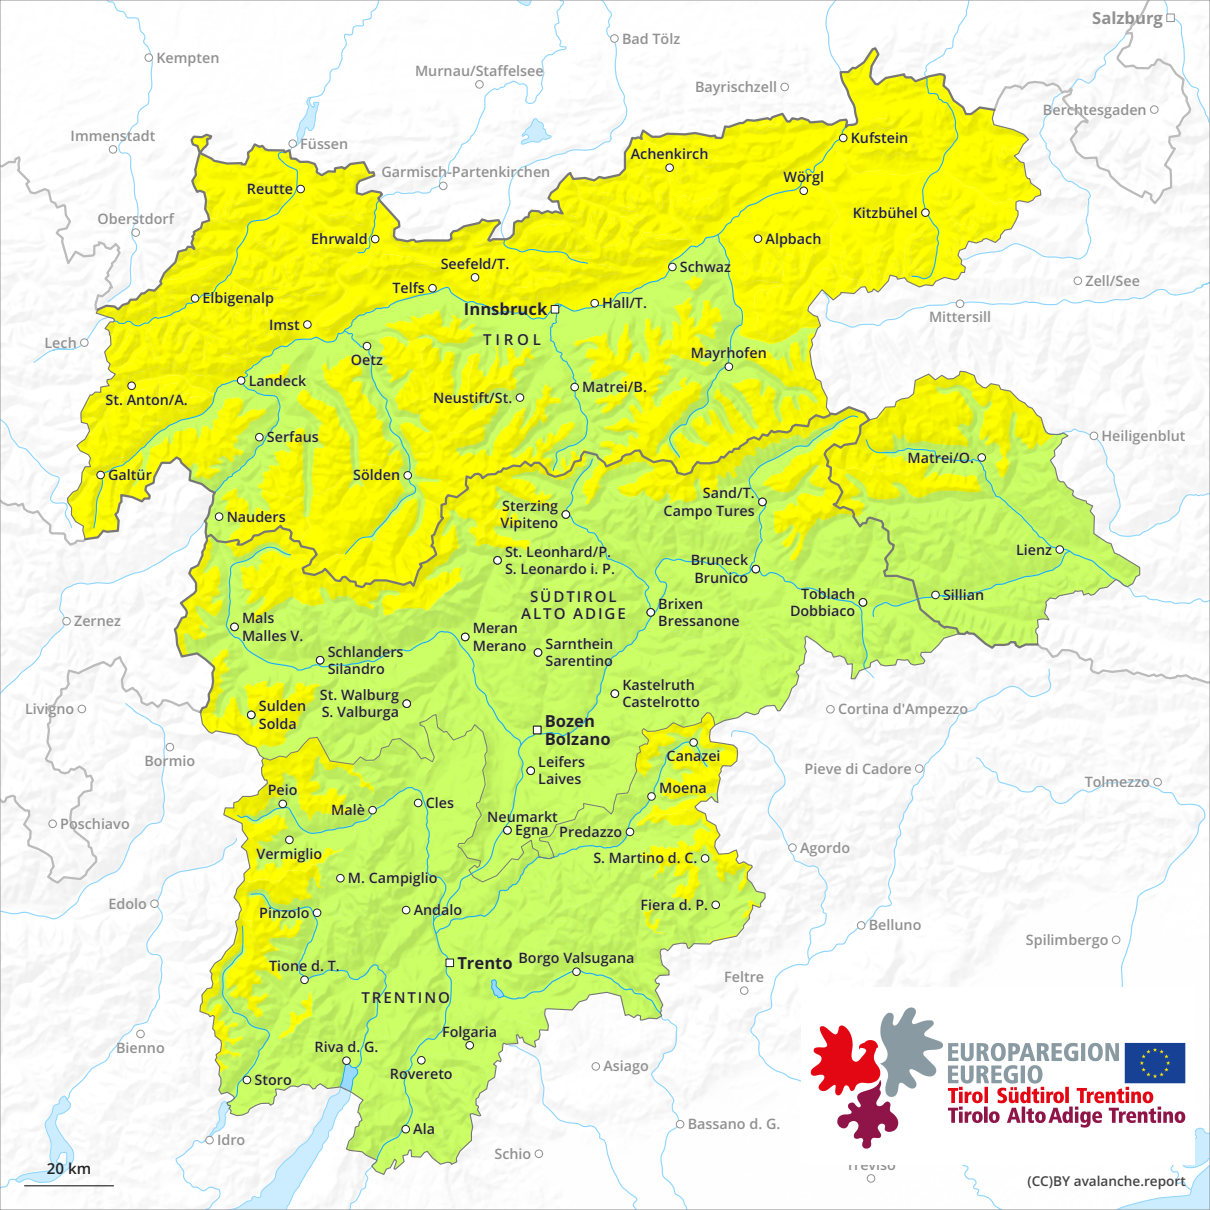 Salzburg
Bad Tölz
Kempten
Murnau/Staffelsee
Bayrischzell
Berchtesgaden
Immenstadt
Füssen
Kufstein
Achenkirch
Garmisch-Partenkirchen
Wörgl
Reutte
Oberstdorf
Kitzbühel
Ehrwald
Alpbach
Seefeld/T.
Schwaz
Zell/See
Telfs
Elbigenalp
Hall/T.
Innsbruck
Mittersill
Imst
TIROL
Lech
Mayrhofen
Oetz
Landeck
St. Anton/A.
Matrei/B.
Neustift/St.
Serfaus
Heiligenblut
Matrei/O.
Galtür
Sölden
Sand/T.
Campo Tures
Sterzing
Vipiteno
Nauders
St. Leonhard/P.
S. Leonardo i. P.
Lienz
Bruneck
Brunico
SÜDTIROL
ALTO ADIGE
Toblach
Dobbiaco
Sillian
Brixen
Bressanone
Zernez
Mals
Malles V.
Meran
Merano
Sarnthein
Sarentino
Schlanders
Silandro
Kastelruth
Castelrotto
St. Walburg
S. Valburga
Livigno
Sulden
Solda
Cortina d'Ampezzo
Bozen
Bolzano
Canazei
Bormio
Leifers
Laives
Pieve di Cadore
Tolmezzo
Peio
Moena
Malè
Cles
Neumarkt
Egna
Predazzo
Poschiavo
Vermiglio
S. Martino d. C.
Agordo
M. Campiglio
Edolo
Pinzolo
Andalo
Fiera d. P.
Belluno
Spilimbergo
Tione d. T.
Trento
Borgo Valsugana
Feltre
TRENTINO
Bienno
Folgaria
Riva d. G.
Rovereto
Storo
Asiago
EUROPAREGION
EUREGIO
Tirol Südtirol Trentino
Tirolo Alto Adige Trentino
Idro
Ala
Bassano d. G.
Schio
Treviso
20 km
(CC)BY avalanche.report